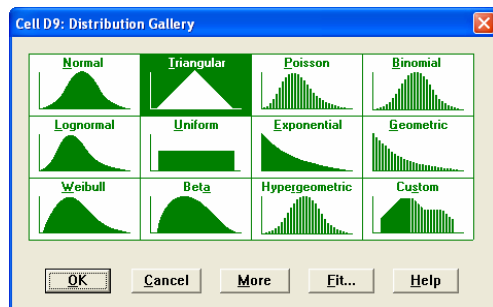 Cell D9: Distribution Gallery
Normal Triangular Poisson Binomial
Lognormal Uniform Exponential Geometric
Weibull Beta Hypergeometric Custom
OK Cancel More Fit... Help